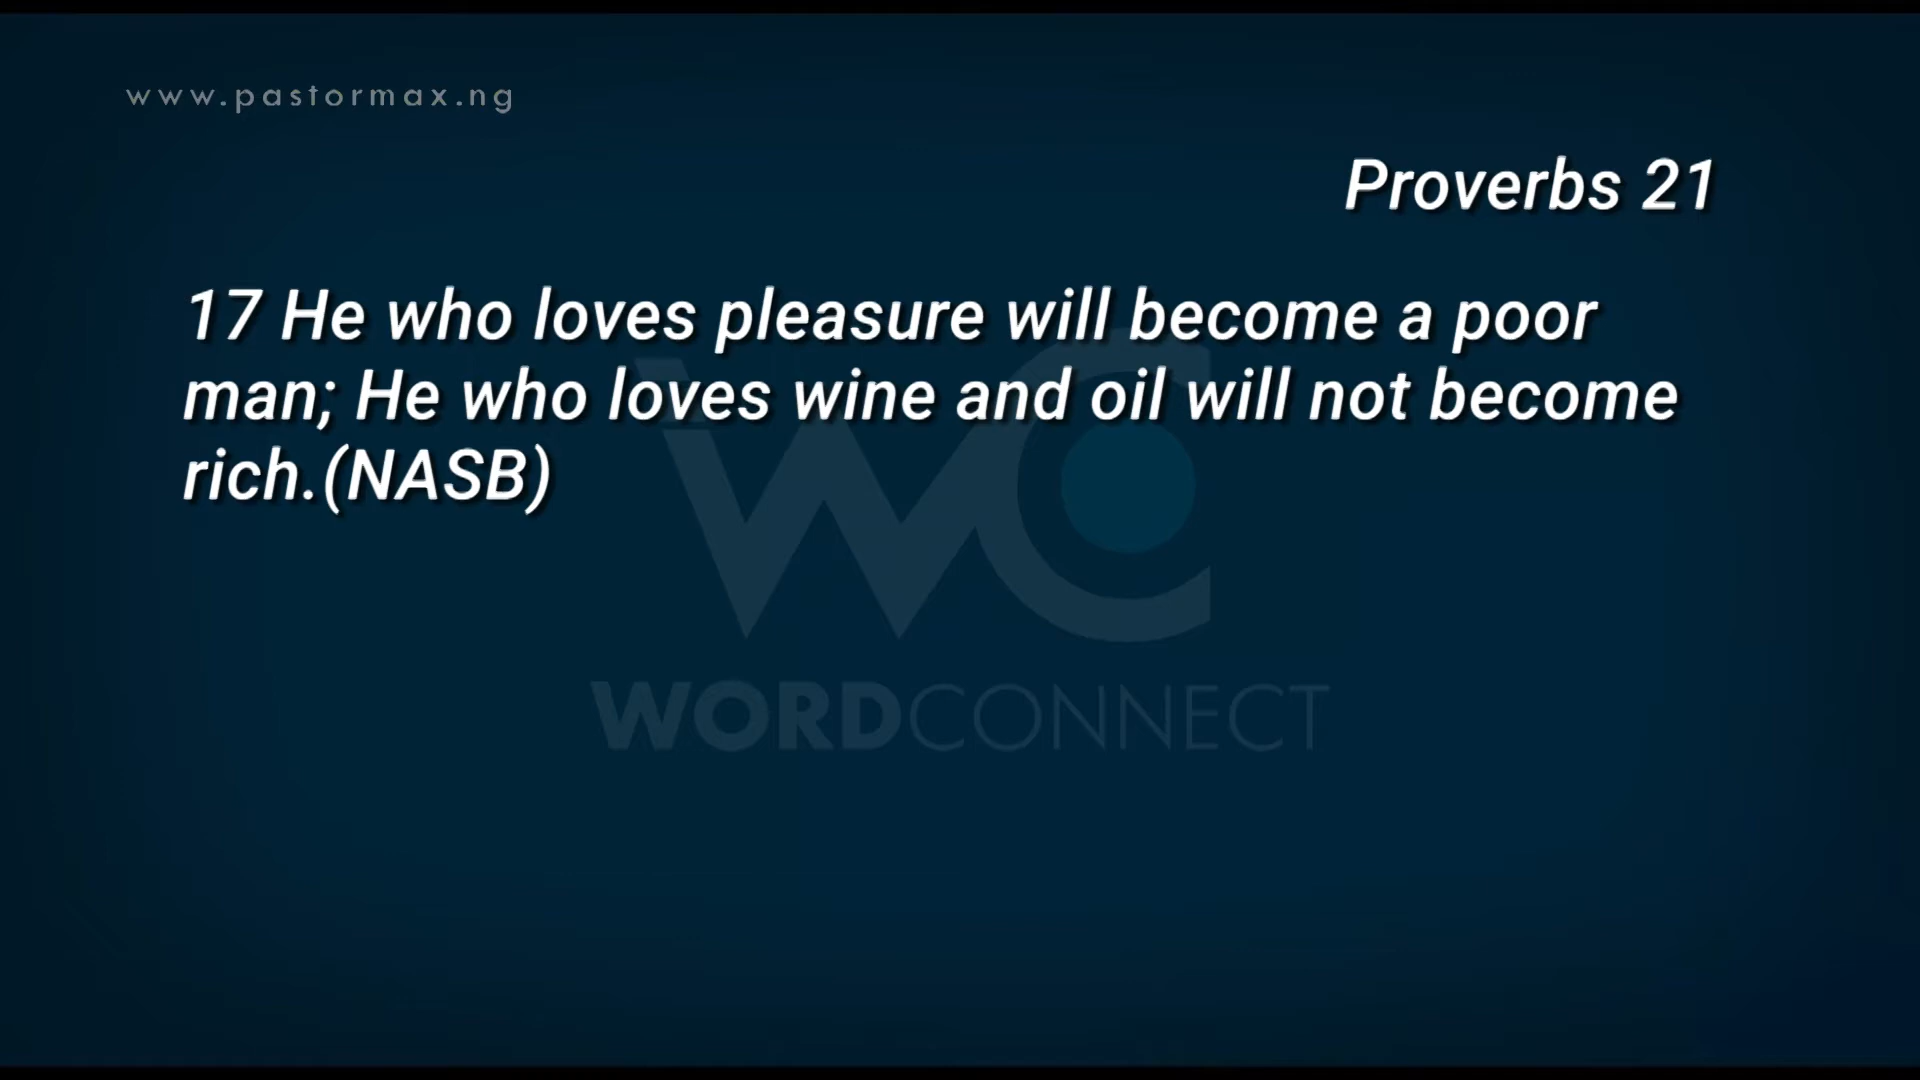 www.pastormax.ng
Proverbs 21
17 He who loves pleasure will become a poor
man; He who loves wine and oil will not become
rich.(NASB)
WC
WORDCONNECT